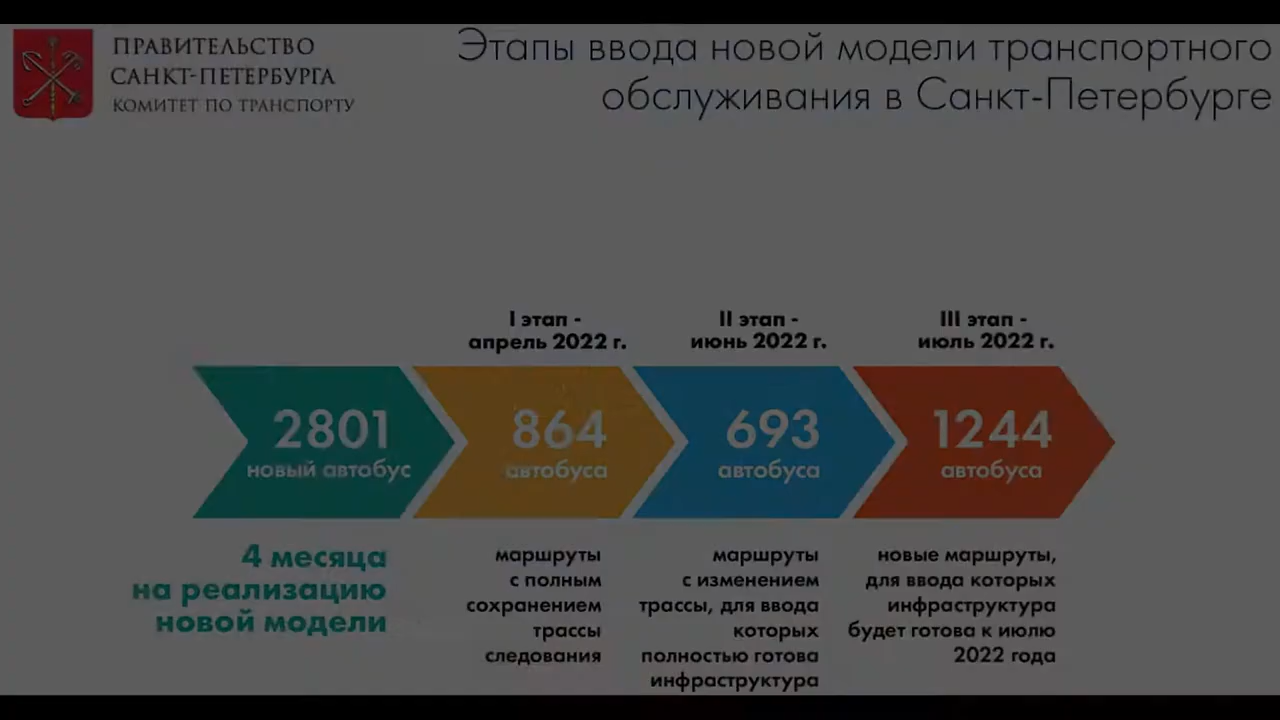 ПРАВИТЕЛЬСТВО
САНКТ-ПЕТЕРБУРГА
КОМИТЕТ ПО ТРАНСПОРТУ
Этапы ввода новой модели транспортного
обслуживания в Санкт-Петербурге
2801
новый автобус
4 месяца
на реализацию
новой модели
I этап -
апрель 2022 г.
864
автобуса
маршруты
с полным
сохранением
трассы
следования
II этап -
июнь 2022 г.
693
автобуса
маршруты
с изменением
трассы, для ввода
которых
полностью готова
инфраструктура
III этап -
июль 2022 г.
1244
автобуса
новые маршруты,
для ввода которых
инфраструктура
будет готова к июлю
2022 года